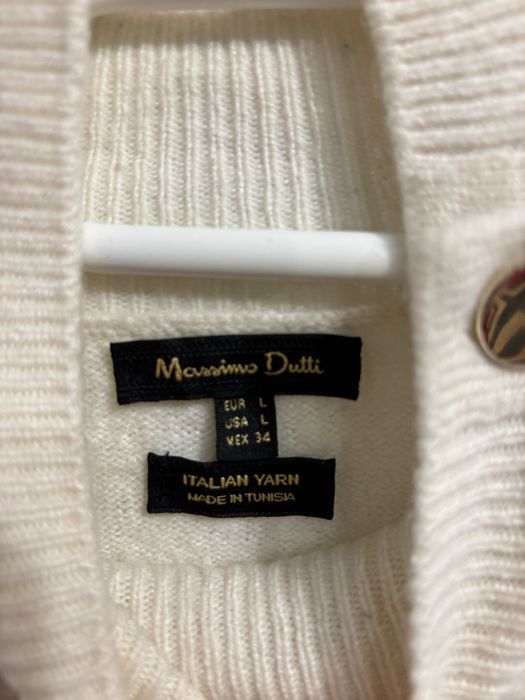 Massimo Dutti
EUR L
USA L
MEX 34
ITALIAN YARN
MADE IN TUNISIA